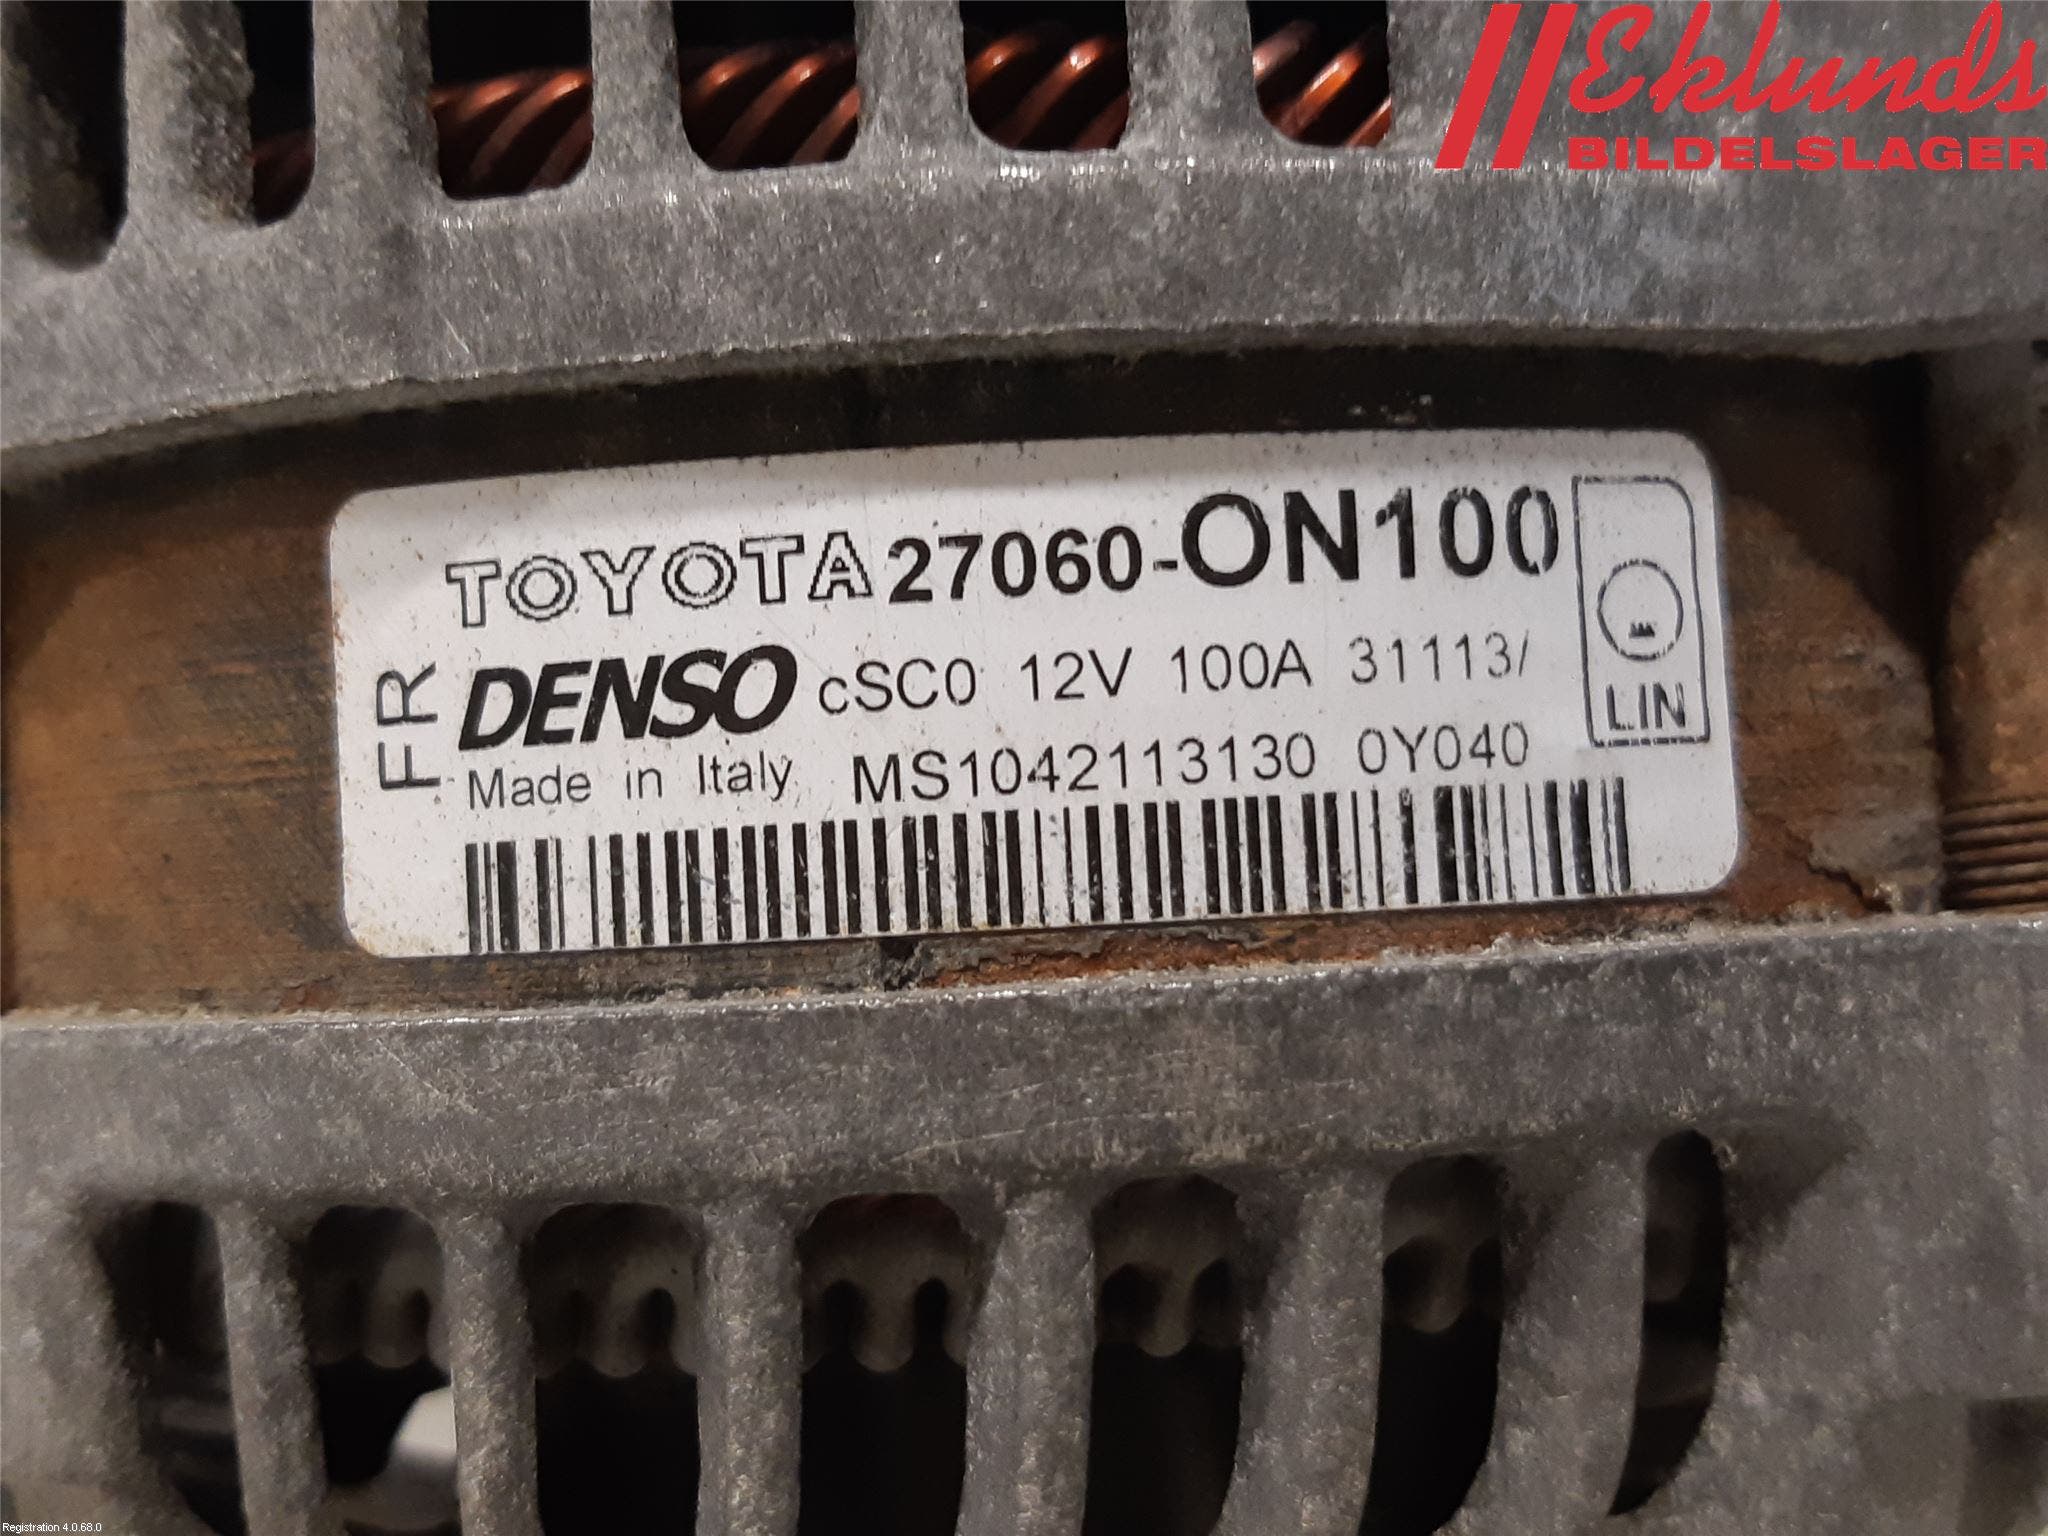 Eklunds
BILDELSLAGER
TOYOTA 27060-0N100
FR DENSO cSC0 12V 100A 31113/
LIN
Made in Italy MS1042113130 0Y040
Registration 4.0.68.0